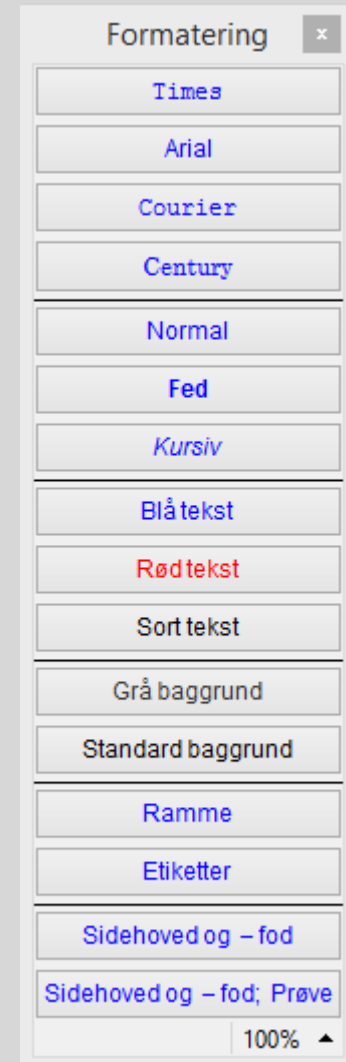 Formatering x
Times
Arial
Courier
Century
Normal
Fed
Kursiv
Blå tekst
Rød tekst
Sort tekst
Grå baggrund
Standard baggrund
Ramme
Etiketter
Sidehoved og – fod
Sidehoved og – fod; Prøve
100%